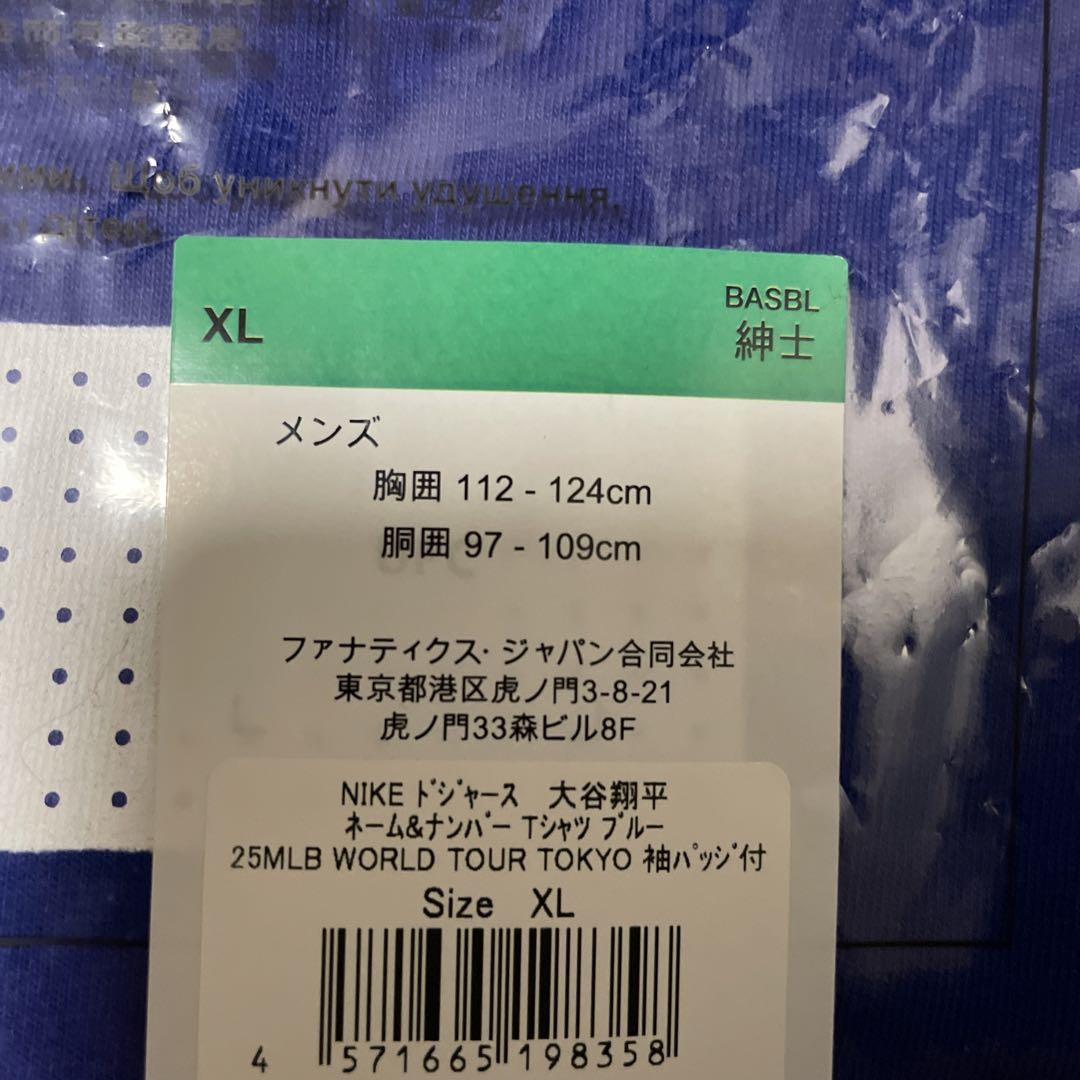 Щоб уникнути удушення,
XL
BASBL
紳士
メンズ
胸囲 112 - 124cm
胴囲 97 - 109cm
ファナティクス・ジャパン合同会社
東京都港区虎ノ門3-8-21
虎ノ門33森ビル8F
NIKE ﾄﾞｼﾞｬｰｽ 大谷翔平
ﾈｰﾑ&ﾅﾝﾊﾞｰ Tｼｬﾂ ﾌﾞﾙｰ
25MLB WORLD TOUR TOKYO 袖ﾊﾟｯｼﾞ付
Size XL
4 571665 198358